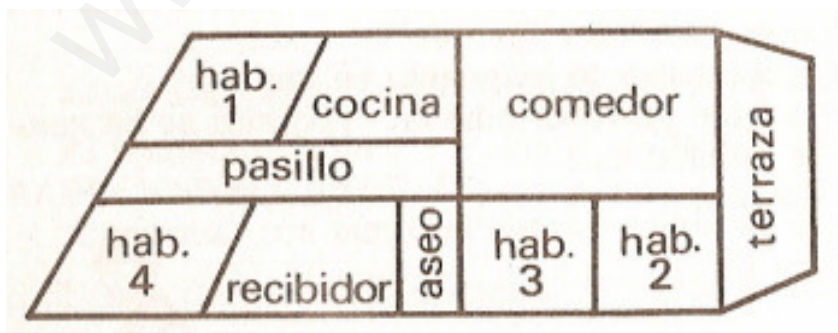 hab.
1
cocina
comedor
terraza
pasillo
hab.
4
recibidor
aseo
hab.
3
hab.
2